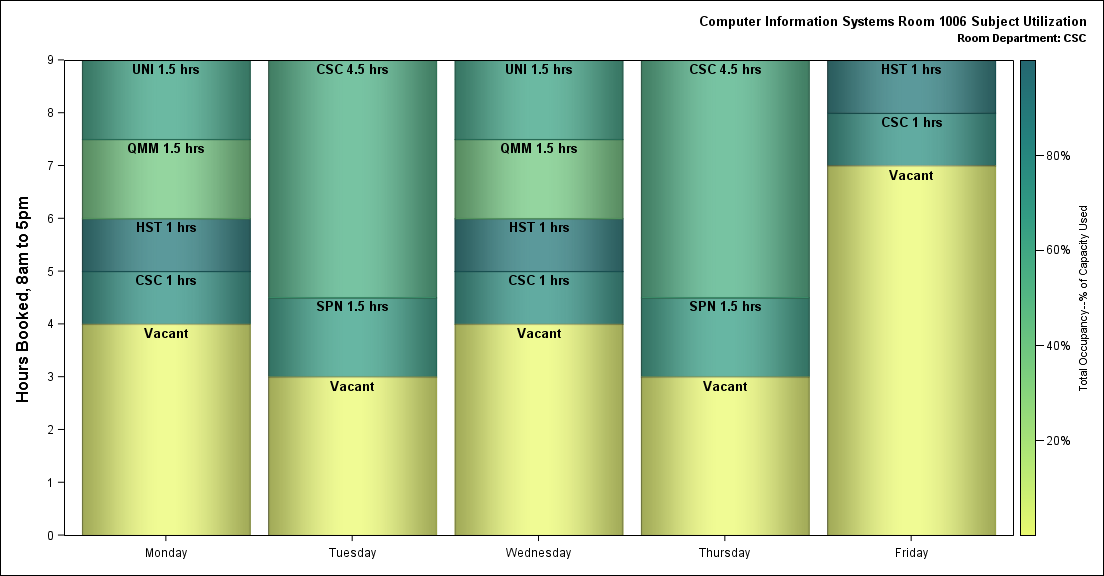 Computer Information Systems Room 1006 Subject Utilization
Room Department: CSC
Hours Booked, 8am to 5pm
9
8
7
6
5
4
3
2
1
0
UNI 1.5 hrs
QMM 1.5 hrs
HST 1 hrs
CSC 1 hrs
Vacant
Monday
CSC 4.5 hrs
SPN 1.5 hrs
Vacant
Tuesday
UNI 1.5 hrs
QMM 1.5 hrs
HST 1 hrs
CSC 1 hrs
Vacant
Wednesday
CSC 4.5 hrs
SPN 1.5 hrs
Vacant
Thursday
HST 1 hrs
CSC 1 hrs
Vacant
Friday
80%
60%
40%
20%
Total Occupancy--% of Capacity Used